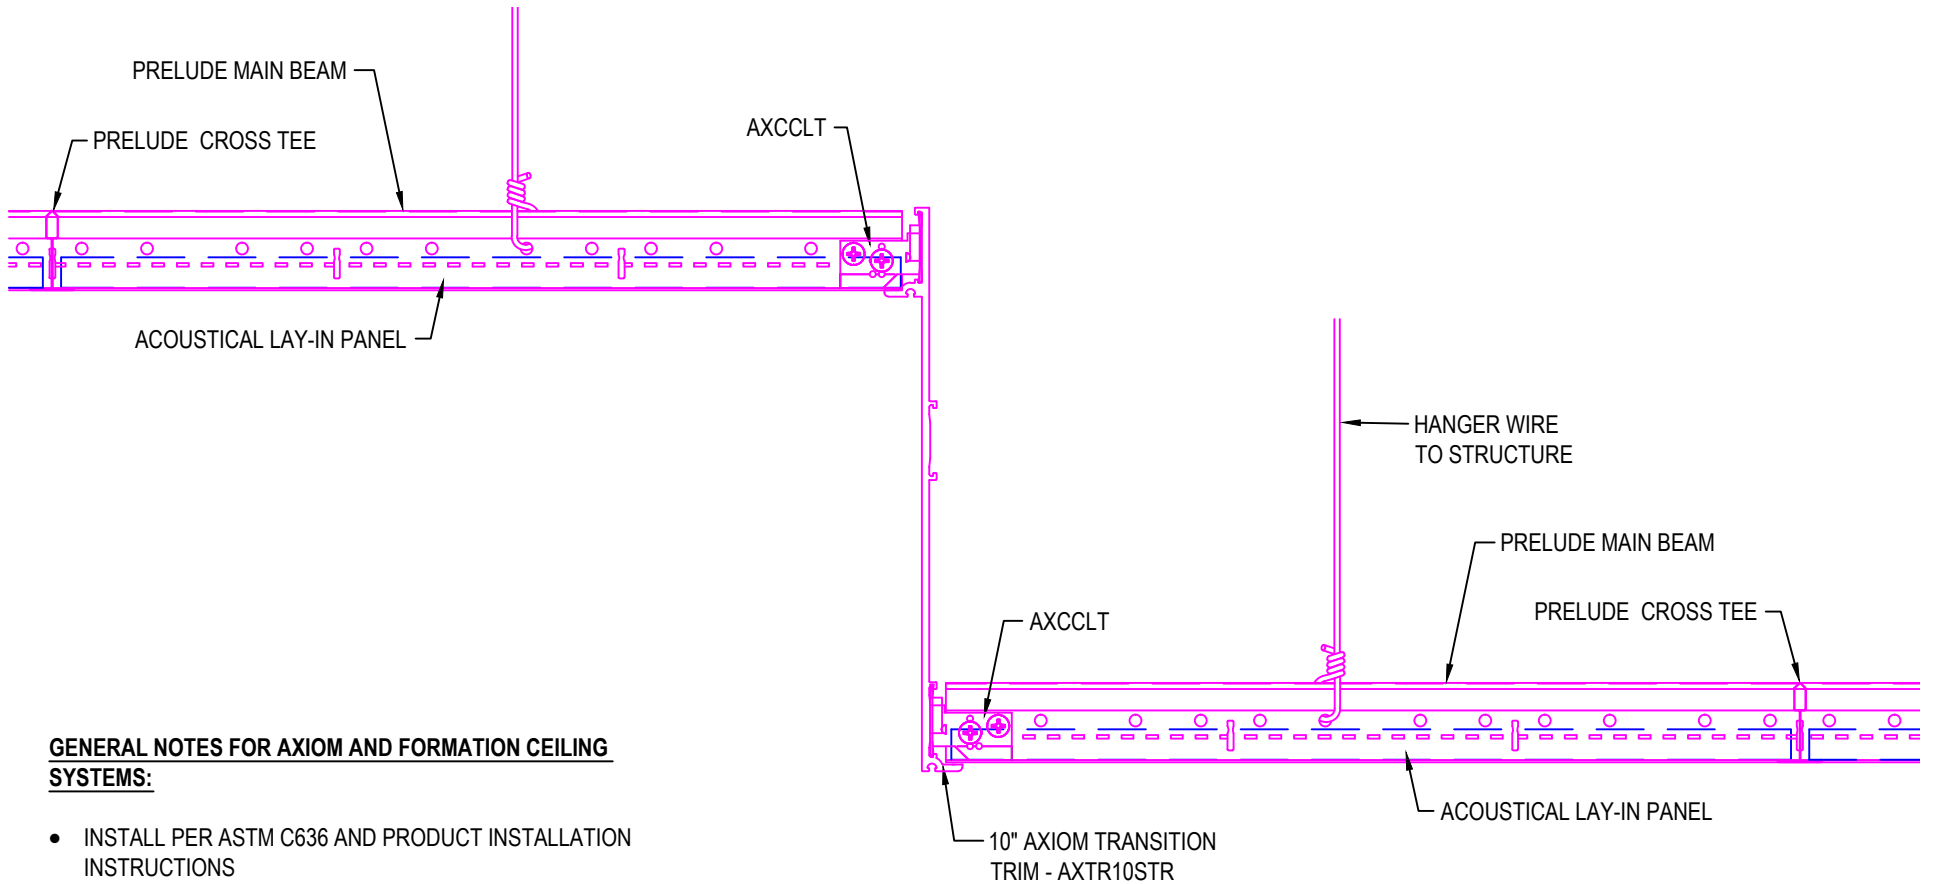 PRELUDE MAIN BEAM
PRELUDE CROSS TEE
AXCCLT
ACOUSTICAL LAY-IN PANEL
HANGER WIRE
TO STRUCTURE
PRELUDE MAIN BEAM
PRELUDE CROSS TEE
AXCCLT
ACOUSTICAL LAY-IN PANEL
10" AXIOM TRANSITION
TRIM - AXTR10STR
GENERAL NOTES FOR AXIOM AND FORMATION CEILING
SYSTEMS:
• INSTALL PER ASTM C636 AND PRODUCT INSTALLATION
INSTRUCTIONS